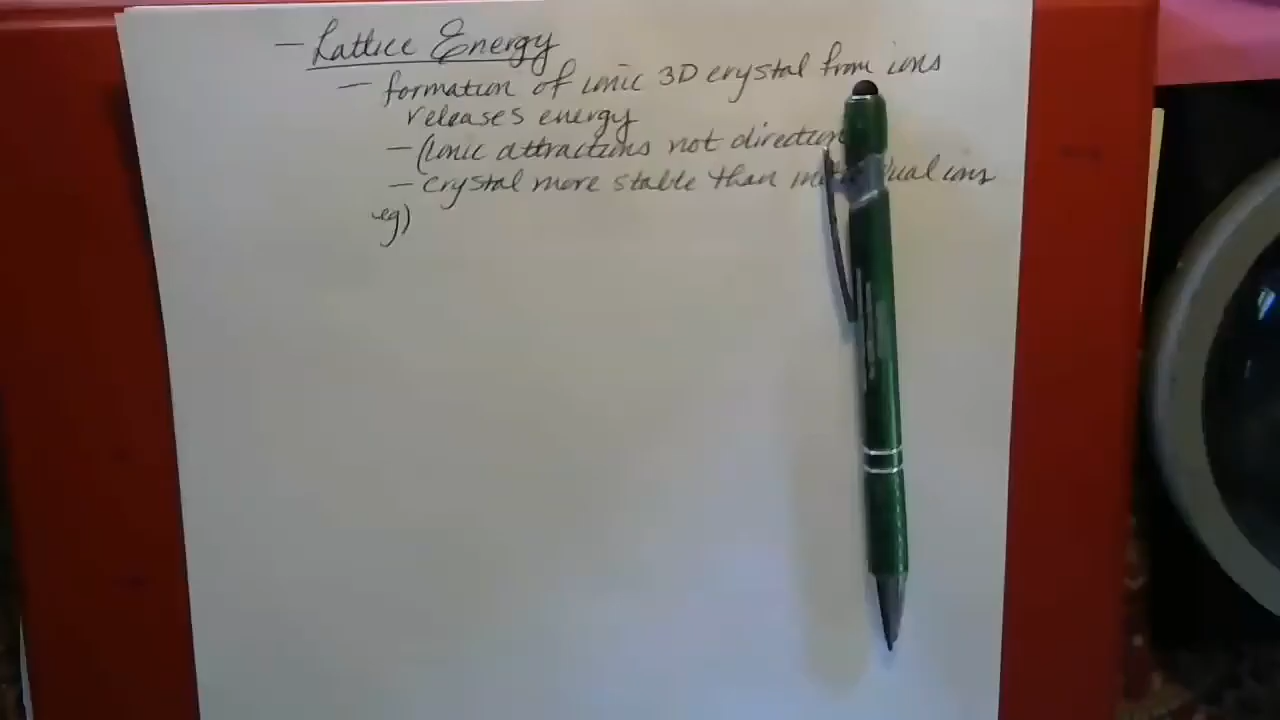 - Lattice Energy
- formation of ionic 3D crystal from ions
releases energy
- (Ionic attractions not direction
- crystal more stable than ions
eg)